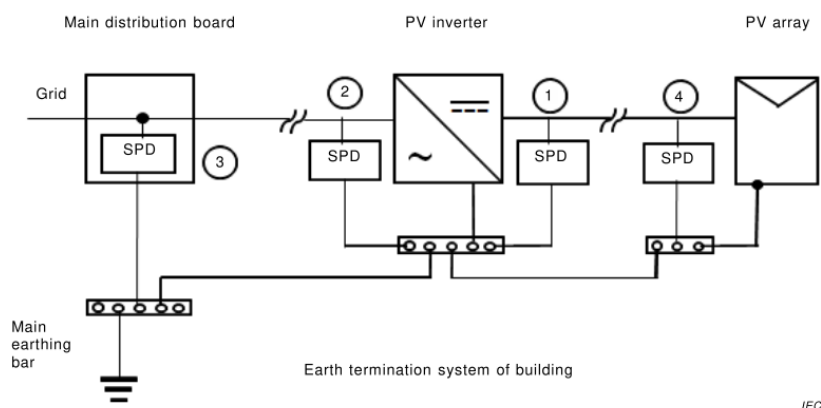 Main distribution board
PV inverter
PV array
Grid
2
1
4
SPD
3
SPD
SPD
SPD
Main
earthing
bar
Earth termination system of building
IEC